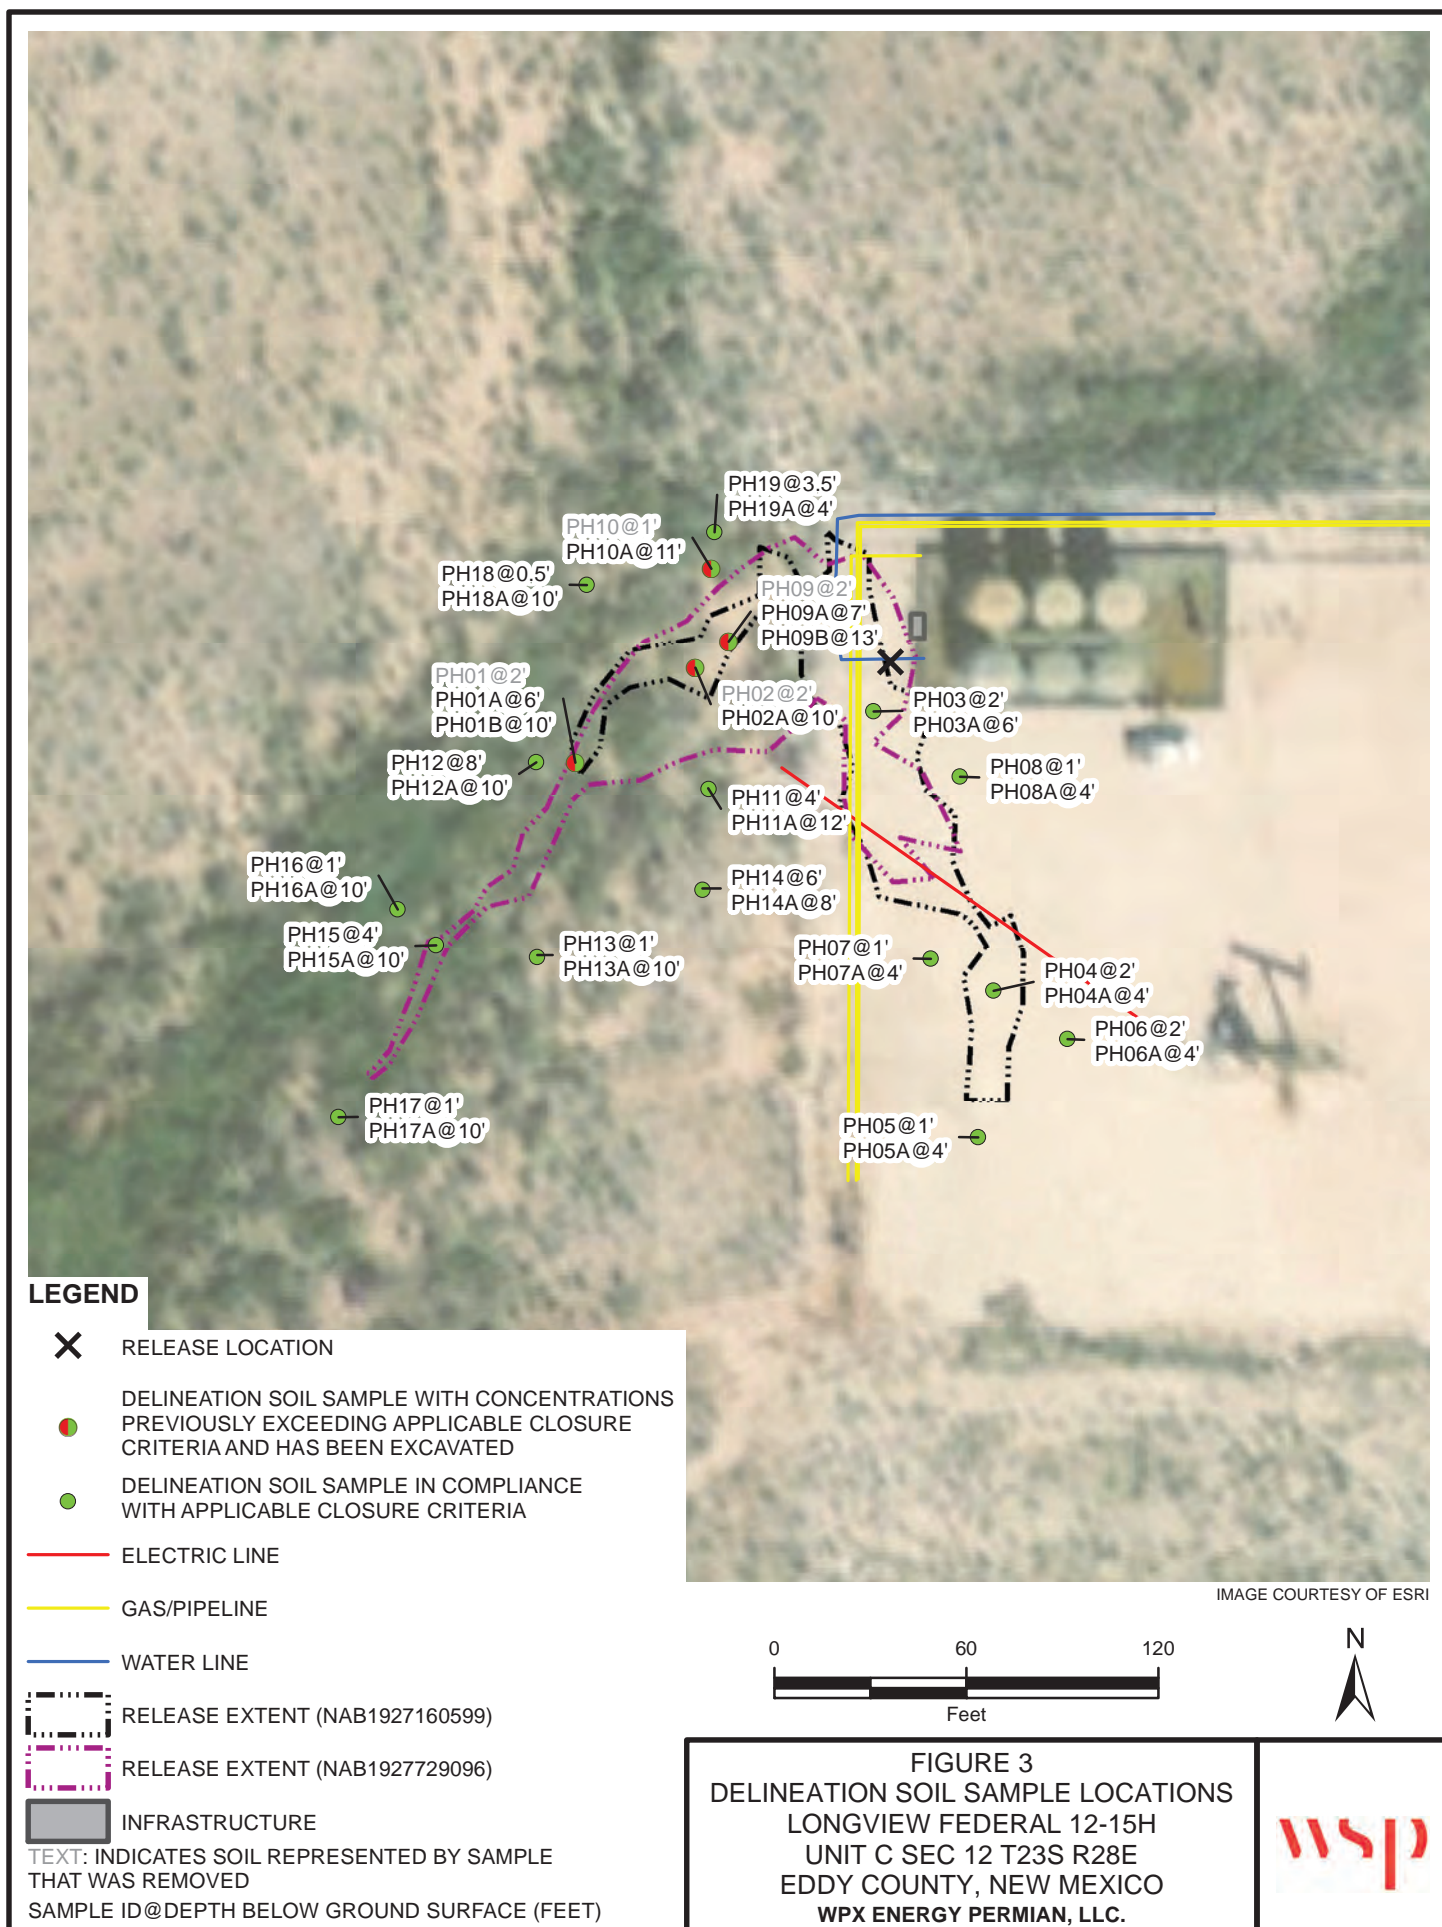 PH19@3.5'
PH19A@4'
PH10@1'
PH10A@11'
PH18@0.5'
PH18A@10'
PH09@2'
PH09A@7'
PH09B@13'
PH01@2'
PH01A@6'
PH01B@10'
PH02@2'
PH02A@10'
PH03@2'
PH03A@6'
PH12@8'
PH12A@10'
PH08@1'
PH08A@4'
PH11@4'
PH11A@12'
PH16@1'
PH16A@10'
PH14@6'
PH14A@8'
PH15@4'
PH15A@10'
PH13@1'
PH13A@10'
PH07@1'
PH07A@4'
PH04@2'
PH04A@4'
PH06@2'
PH06A@4'
PH17@1'
PH17A@10'
PH05@1'
PH05A@4'
LEGEND
RELEASE LOCATION
DELINEATION SOIL SAMPLE WITH CONCENTRATIONS
PREVIOUSLY EXCEEDING APPLICABLE CLOSURE
CRITERIA AND HAS BEEN EXCAVATED
DELINEATION SOIL SAMPLE IN COMPLIANCE
WITH APPLICABLE CLOSURE CRITERIA
ELECTRIC LINE
GAS/PIPELINE
WATER LINE
RELEASE EXTENT (NAB1927160599)
RELEASE EXTENT (NAB1927729096)
INFRASTRUCTURE
TEXT: INDICATES SOIL REPRESENTED BY SAMPLE
THAT WAS REMOVED
SAMPLE ID@DEPTH BELOW GROUND SURFACE (FEET)
IMAGE COURTESY OF ESRI
0 60 120
Feet
N
FIGURE 3
DELINEATION SOIL SAMPLE LOCATIONS
LONGVIEW FEDERAL 12-15H
UNIT C SEC 12 T23S R28E
EDDY COUNTY, NEW MEXICO
WPX ENERGY PERMIAN, LLC.
wsp